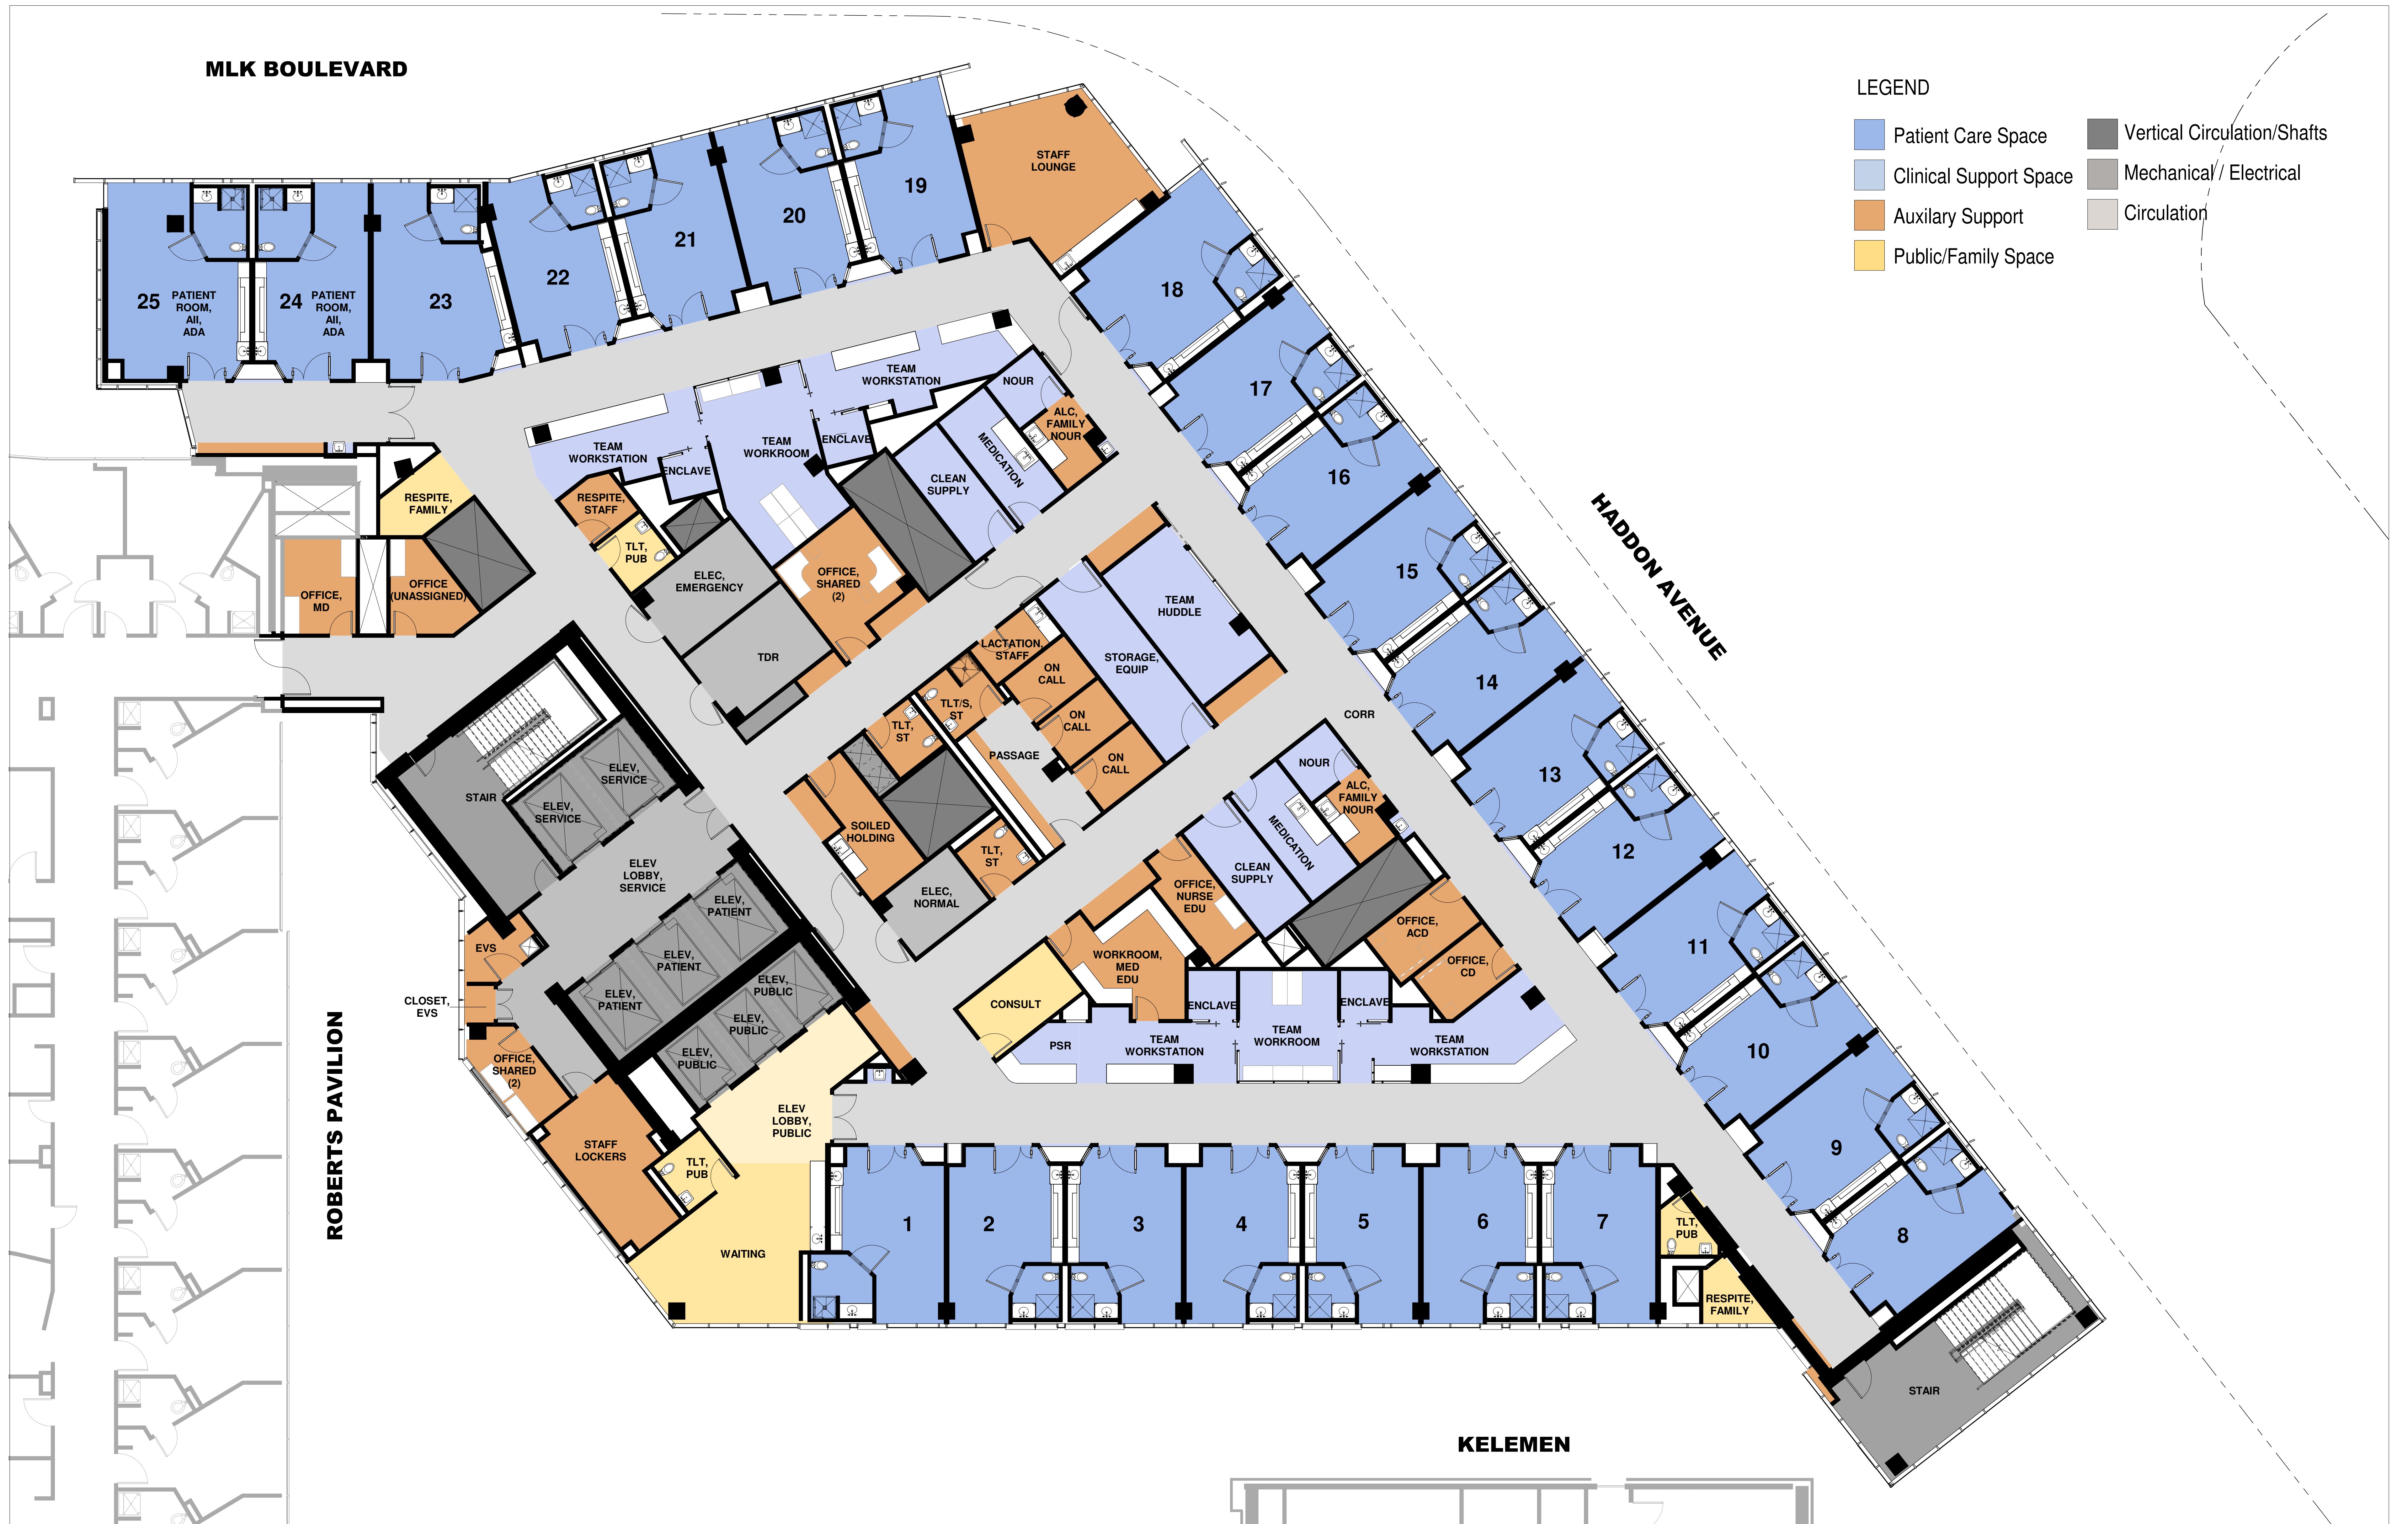 MLK BOULEVARD
LEGEND
Patient Care Space
Clinical Support Space
Auxilary Support
Public/Family Space
Vertical Circulation/Shafts
Mechanical / Electrical
Circulation
STAFF
LOUNGE
19
20
21
22
23
24
PATIENT
ROOM,
AII,
ADA
25
PATIENT
ROOM,
AII,
ADA
18
17
16
15
14
13
12
11
10
9
8
HADDON AVENUE
TEAM
WORKSTATION
NOUR
ALC,
FAMILY
NOUR
TEAM
WORKSTATION
TEAM
WORKROOM
ENCLAVE
ENCLAVE
MEDICATION
CLEAN
SUPPLY
RESPITE,
FAMILY
RESPITE,
STAFF
TLT,
PUB
OFFICE,
MD
OFFICE
(UNASSIGNED)
ELEC,
EMERGENCY
OFFICE,
SHARED
(2)
TDR
TEAM
HUDDLE
STORAGE,
EQUIP
LACTATION,
STAFF
ON
CALL
ON
CALL
ON
CALL
TLT/S,
ST
TLT,
ST
PASSAGE
CORR
STAIR
ELEV,
SERVICE
ELEV,
SERVICE
SOILED
HOLDING
TLT,
ST
ELEC,
NORMAL
ELEV
LOBBY,
SERVICE
NOUR
ALC,
FAMILY
NOUR
MEDICATION
CLEAN
SUPPLY
OFFICE,
NURSE
EDU
OFFICE,
ACD
OFFICE,
CD
WORKROOM,
MED
EDU
CONSULT
ENCLAVE
ENCLAVE
PSR
TEAM
WORKSTATION
TEAM
WORKROOM
TEAM
WORKSTATION
ELEV,
PATIENT
ELEV,
PATIENT
ELEV,
PATIENT
ELEV,
PUBLIC
ELEV,
PUBLIC
ELEV,
PUBLIC
EVS
CLOSET,
EVS
OFFICE,
SHARED
(2)
STAFF
LOCKERS
ELEV
LOBBY,
PUBLIC
TLT,
PUB
WAITING
ROBERTS PAVILION
1
2
3
4
5
6
7
TLT,
PUB
RESPITE,
FAMILY
STAIR
KELEMEN